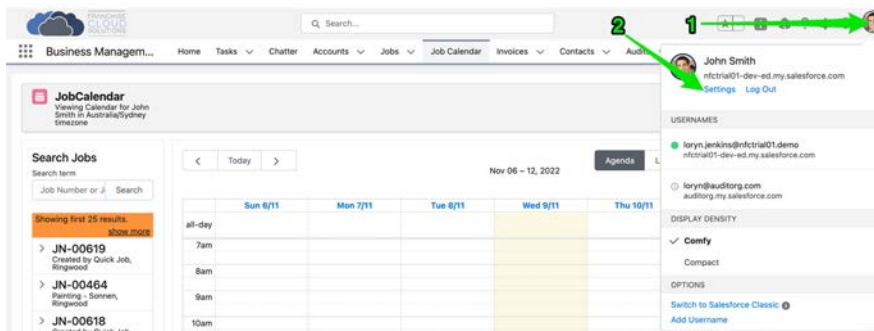 FRANCHISE
CLOUD
SOLUTIONS
Search...
2
1
Business Managem...
Home
Tasks
Chatter
Accounts
Jobs
Job Calendar
Invoices
Contacts
John Smith
nfctrial01-dev-ed.my.salesforce.com
Settings
Log Out
JobCalendar
Viewing Calendar for John
Smith in Australia/Sydney
timezone
USERNAMES
loryn.jenkins@nfctrial01.demo
nfctrial01-dev-ed.my.salesforce.com
loryn@auditorg.com
auditorg.my.salesforce.com
Search Jobs
Search term
Job Number or J
Search
Today
Nov 06 – 12, 2022
Agenda
Sun 6/11
Mon 7/11
Tue 8/11
Wed 9/11
Thu 10/11
DISPLAY DENSITY
Comfy
Compact
OPTIONS
Switch to Salesforce Classic
Add Username
Showing first 25 results.
show more
JN-00619
Created by Quick Job,
Ringwood
JN-00464
Painting - Sonnen,
Ringwood
JN-00618
all-day
7am
8am
9am
10am